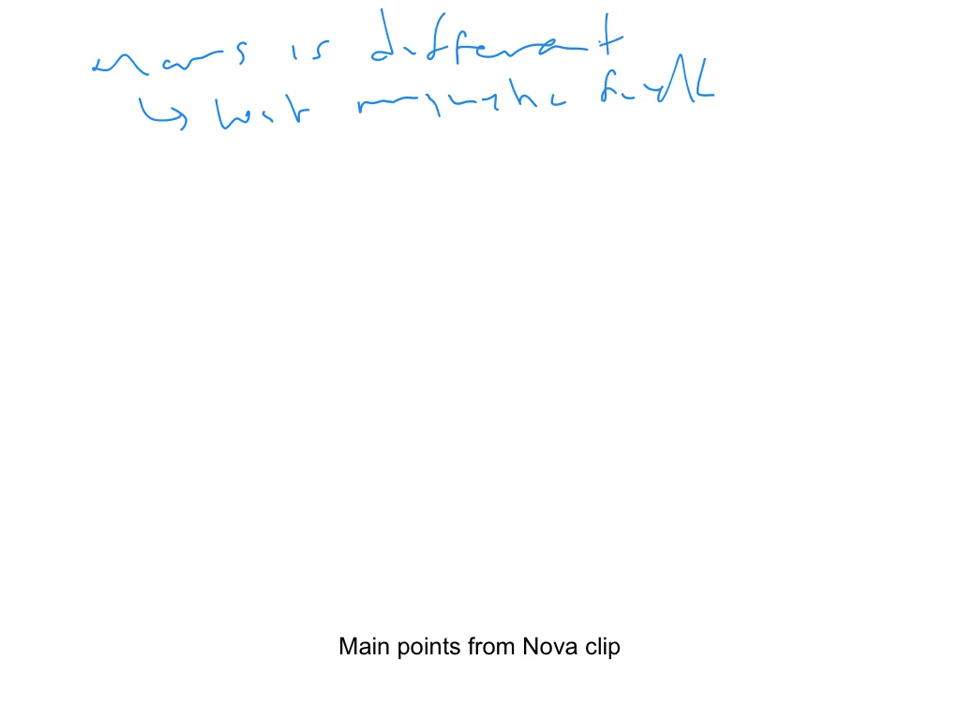 Mars is different
↳ lost magnetic field
Main points from Nova clip